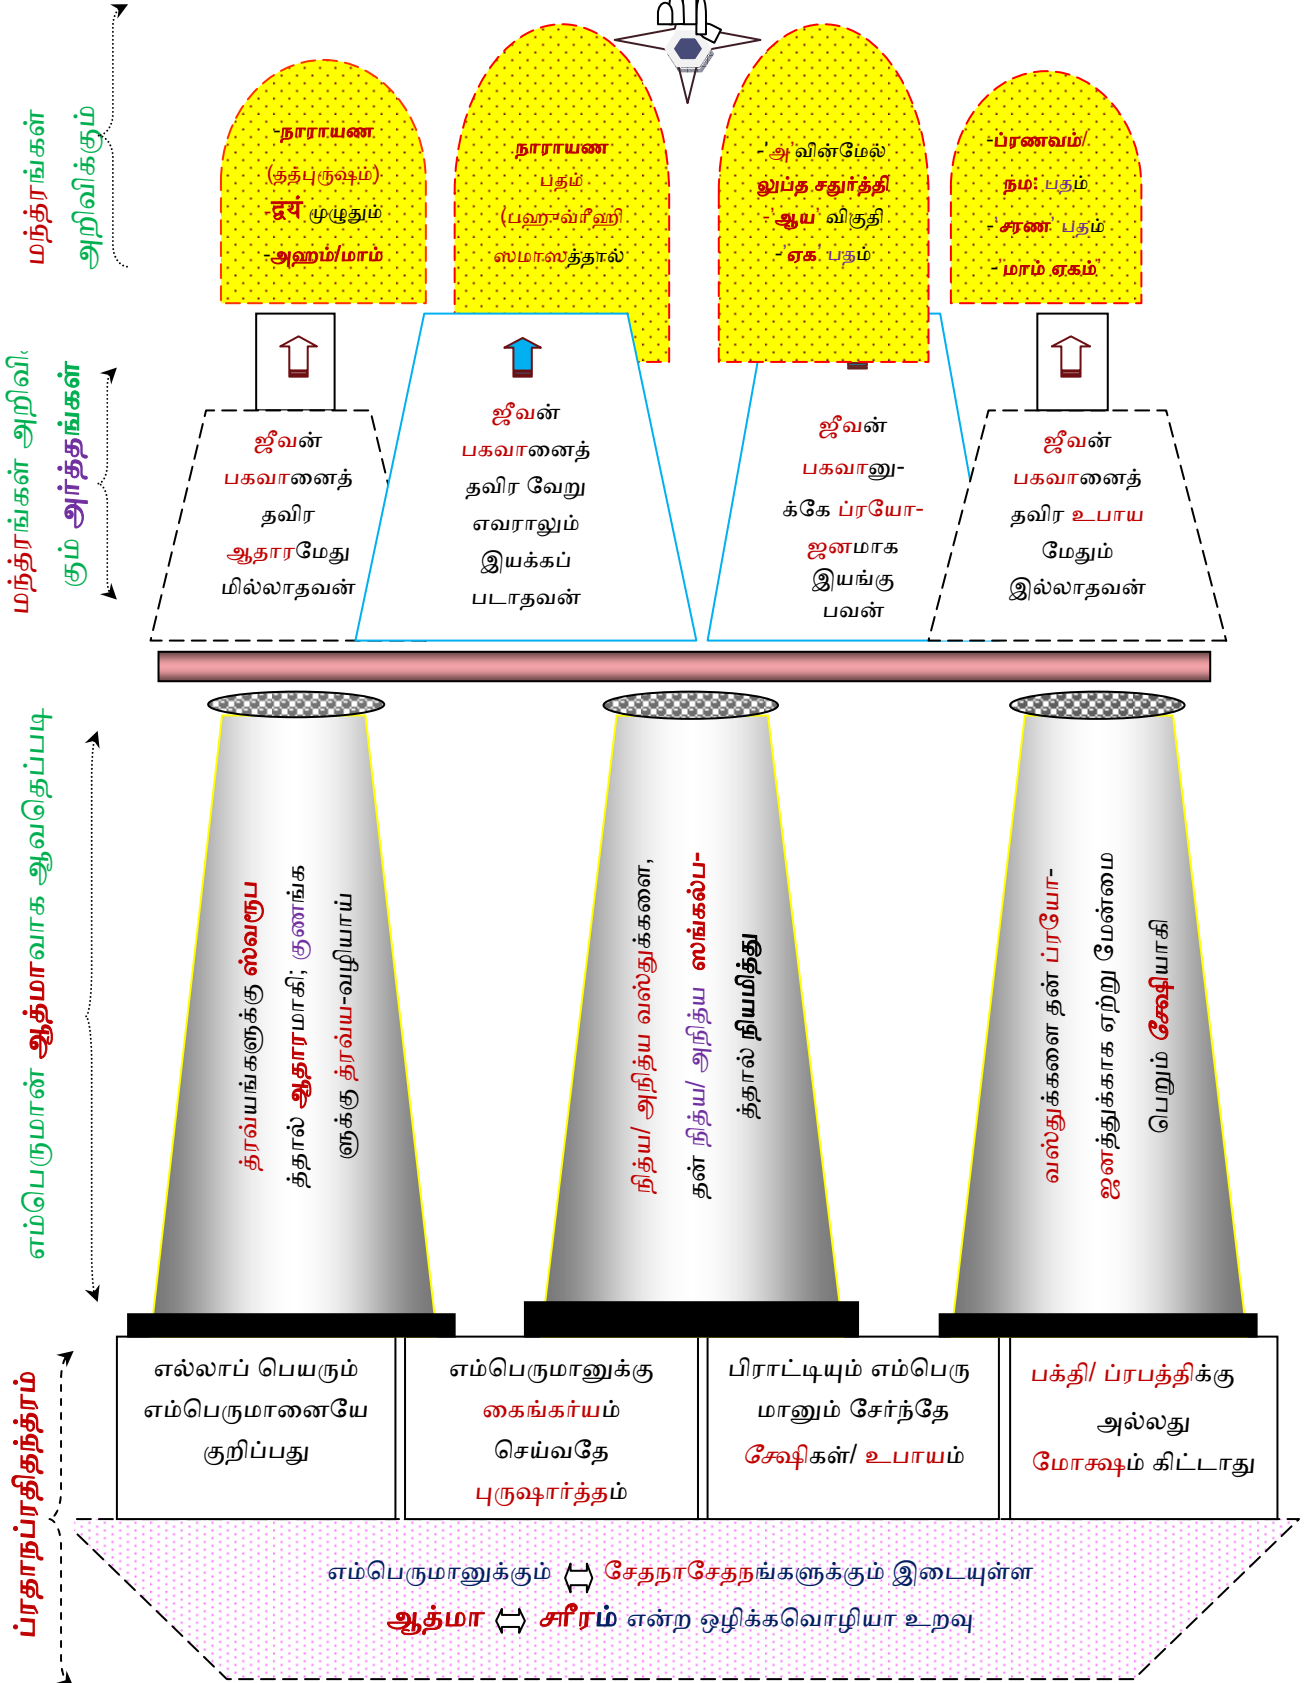 மந்த்ரங்கள்
அறிவிக்கும்
-நாராயண
(தத்புருஷம்)
-द्वयं முழுதும்
-அஹம்/மாம்
நாராயண
பதம்
(பஹுவ்ரீஹி
ஸமாஸத்தால்
-'அ'வின்மேல்
லுப்த சதுர்த்தி
-'ஆய' விகுதி
-'ஏக' 'பதம்'
-ப்ரணவம்/
நம: பதம்
-'சரண' பதம்
-'மாம் ஏகம்'
மந்த்ரங்கள் அறிவி
கும் அர்த்தங்கள்
ஜீவன்
பகவானைத்
தவிர
ஆதாரமேது
மில்லாதவன்
ஜீவன்
பகவானைத்
தவிர வேறு
எவராலும்
இயக்கப்
படாதவன்
ஜீவன்
பகவானு-
க்கே ப்ரயோ-
ஜனமாக
இயங்கு
பவன்
ஜீவன்
பகவானைத்
தவிர உபாய
மேதும்
இல்லாதவன்
எம்பெருமான் ஆத்மாவாக ஆவதெப்படி
த்ரவ்யங்களுக்கு ஸ்வரூப
த்தால் ஆதாரமாகி; குணங்க
ளுக்கு த்ரவ்ய-வழியாய்
நித்ய/ அநித்ய வஸ்துக்களை,
தன் நித்ய/ அநித்ய ஸங்கல்ப-
த்தால் நியமித்து
வஸ்துக்களை தன் ப்ரயோ-
ஜனத்துக்காக ஏற்று மேன்மை
பெறும் சேஷியாகி
ப்ரதாநப்ரதிதந்த்ரம்
எல்லாப் பெயரும்
எம்பெருமானையே
குறிப்பது
எம்பெருமானுக்கு
கைங்கர்யம்
செய்வதே
புருஷார்த்தம்
பிராட்டியும் எம்பெரு
மானும் சேர்ந்தே
சேஷிகள்/ உபாயம்
பக்தி/ ப்ரபத்திக்கு
அல்லது
மோக்ஷம் கிட்டாது
எம்பெருமானுக்கும் சேதநாசேதநங்களுக்கும் இடையுள்ள
ஆத்மா சரீரம் என்ற ஒழிக்கவொழியா உறவு